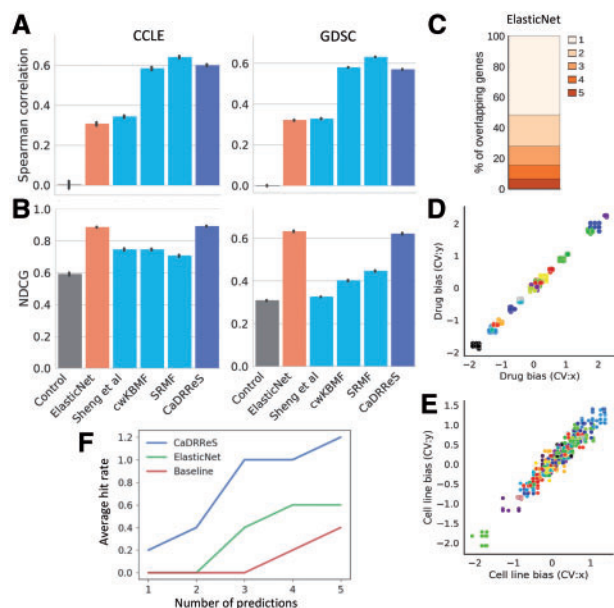 A
CCLE
GDSC
Spearman correlation
0.6
0.4
0.2
0.0
0.6
0.4
0.2
0.0
B
NDCG
1.0
0.8
0.6
0.4
0.2
0.0
0.6
0.4
0.2
0.0
Control
ElasticNet
Sheng et al
cwKBMF
SRMF
CaDRReS
Control
ElasticNet
Sheng et al
cwKBMF
SRMF
CaDRReS
C
ElasticNet
% of overlapping genes
100
80
60
40
20
0
1
2
3
4
5
D
Drug bias (CV:y)
2
1
0
−1
−2
−2 −1 0 1 2
Drug bias (CV:x)
E
Cell line bias (CV:y)
1.5
1.0
0.5
0.0
−0.5
−1.0
−1.5
−2.0
−2 −1 0 1
Cell line bias (CV:x)
F
CaDRReS
ElasticNet
Baseline
Average hit rate
1.2
1.0
0.8
0.6
0.4
0.2
0.0
1 2 3 4 5
Number of predictions